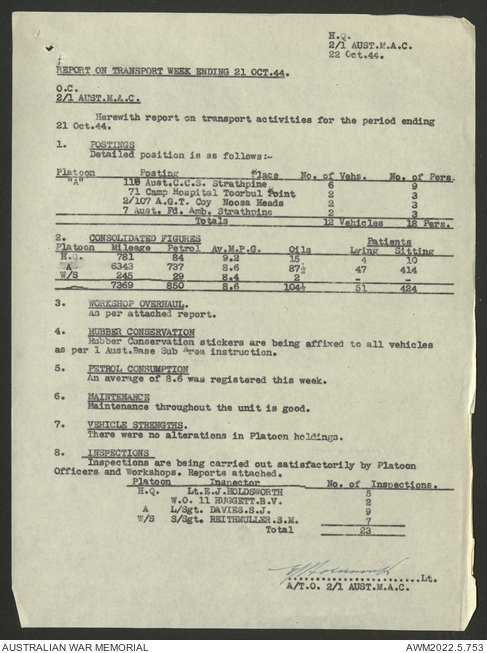 H.Q.
2/1 AUST.M.A.C.
22 Oct.44.
REPORT ON TRANSPORT WEEK ENDING 21 OCT.44.
O.C.
2/1 AUST.M.A.C.
Herewith report on transport activities for the period ending
21 Oct.44.
1. POSTINGS
Detailed position is as follows:-
Platoon Posting Place No. of Vehs. No. of Pers.
"A" 118 Aust.C.C.S. Strathpine 6 9
71 Camp Hospital Toorbul Point 2 3
2/107 A.G.T. Coy Noosa Heads 2 3
7 Aust. Fd. Amb. Strathpine 2 3
Totals 12 Vehicles 18 Pers.
2. CONSOLIDATED FIGURES Patients
Platoon Mileage Petrol Av.M.P.G. Oils Lying Sitting
H.Q. 781 84 9.2 15 4 10
A 6343 737 8.6 87½ 47 414
W/S 245 29 8.4 2 - -
7369 850 8.6 104½ 51 424
3. WORKSHOP OVERHAUL.
As per attached report.
4. RUBBER CONSERVATION
Rubber Conservation stickers are being affixed to all vehicles
as per 1 Aust.Base Sub Area instruction.
5. PETROL CONSUMPTION
An average of 8.6 was registered this week.
6. MAINTENANCE
Maintenance throughout the unit is good.
7. VEHICLE STRENGTHS.
There were no alterations in Platoon holdings.
8. INSPECTIONS
Inspections are being carried out satisfactorily by Platoon
Officers and Workshops. Reports attached.
Platoon Inspector No. of Inspections.
H.Q. Lt.E.J.HOLDSWORTH 5
W.O. 11 HUGGETT.B.V. 2
A L/Sgt. DAVIES.S.J. 9
W/S S/Sgt. REITHMULLER.S.M. 7
Total 23
EJHoldsworth
......................Lt.
A/T.O. 2/1 AUST.M.A.C.
AUSTRALIAN WAR MEMORIAL AWM2022.5.753